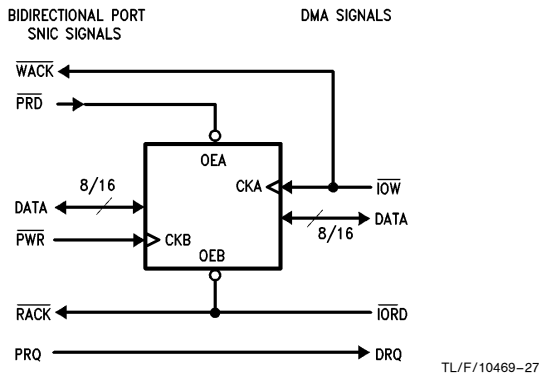 BIDIRECTIONAL PORT
SNIC SIGNALS
DMA SIGNALS
WACK
PRD
OEA
8/16
CKA
IOW
DATA
DATA
8/16
PWR
CKB
OEB
RACK
IORD
PRQ
DRQ
TL/F/10469-27